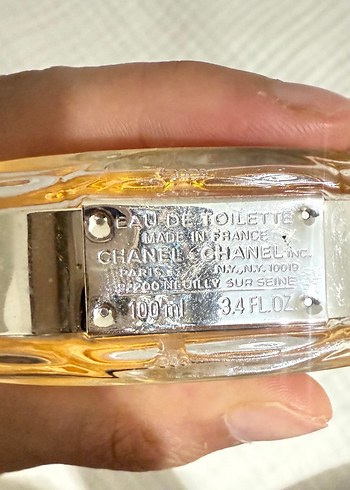 EAU DE TOILETTE
MADE IN FRANCE
CHANEL - CHANEL INC.
PARIS N.Y., N.Y. 10019
92200 NEUILLY SUR SEINE
100 ml 3.4 FL.OZ.